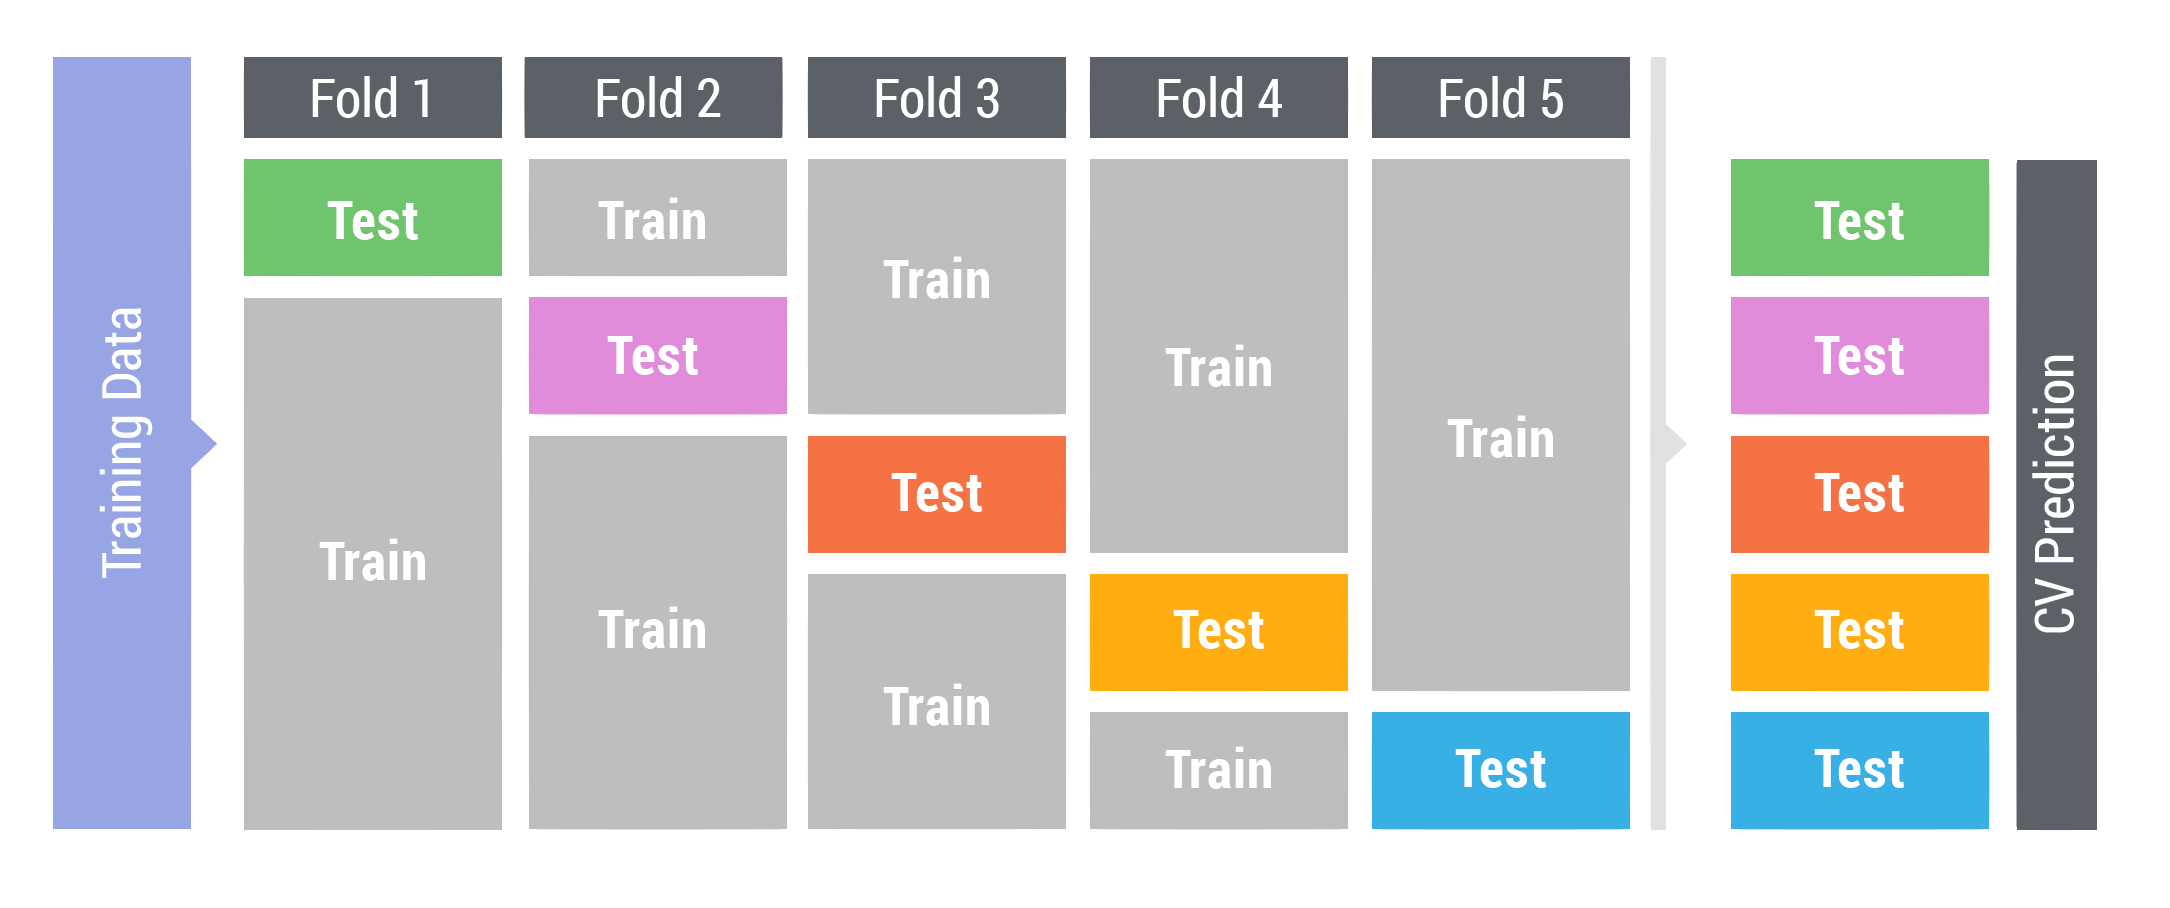 Training Data
Fold 1
Test
Train
Fold 2
Train
Test
Train
Fold 3
Train
Test
Train
Fold 4
Train
Test
Train
Fold 5
Train
Test
Test
Test
Test
Test
Test
CV Prediction